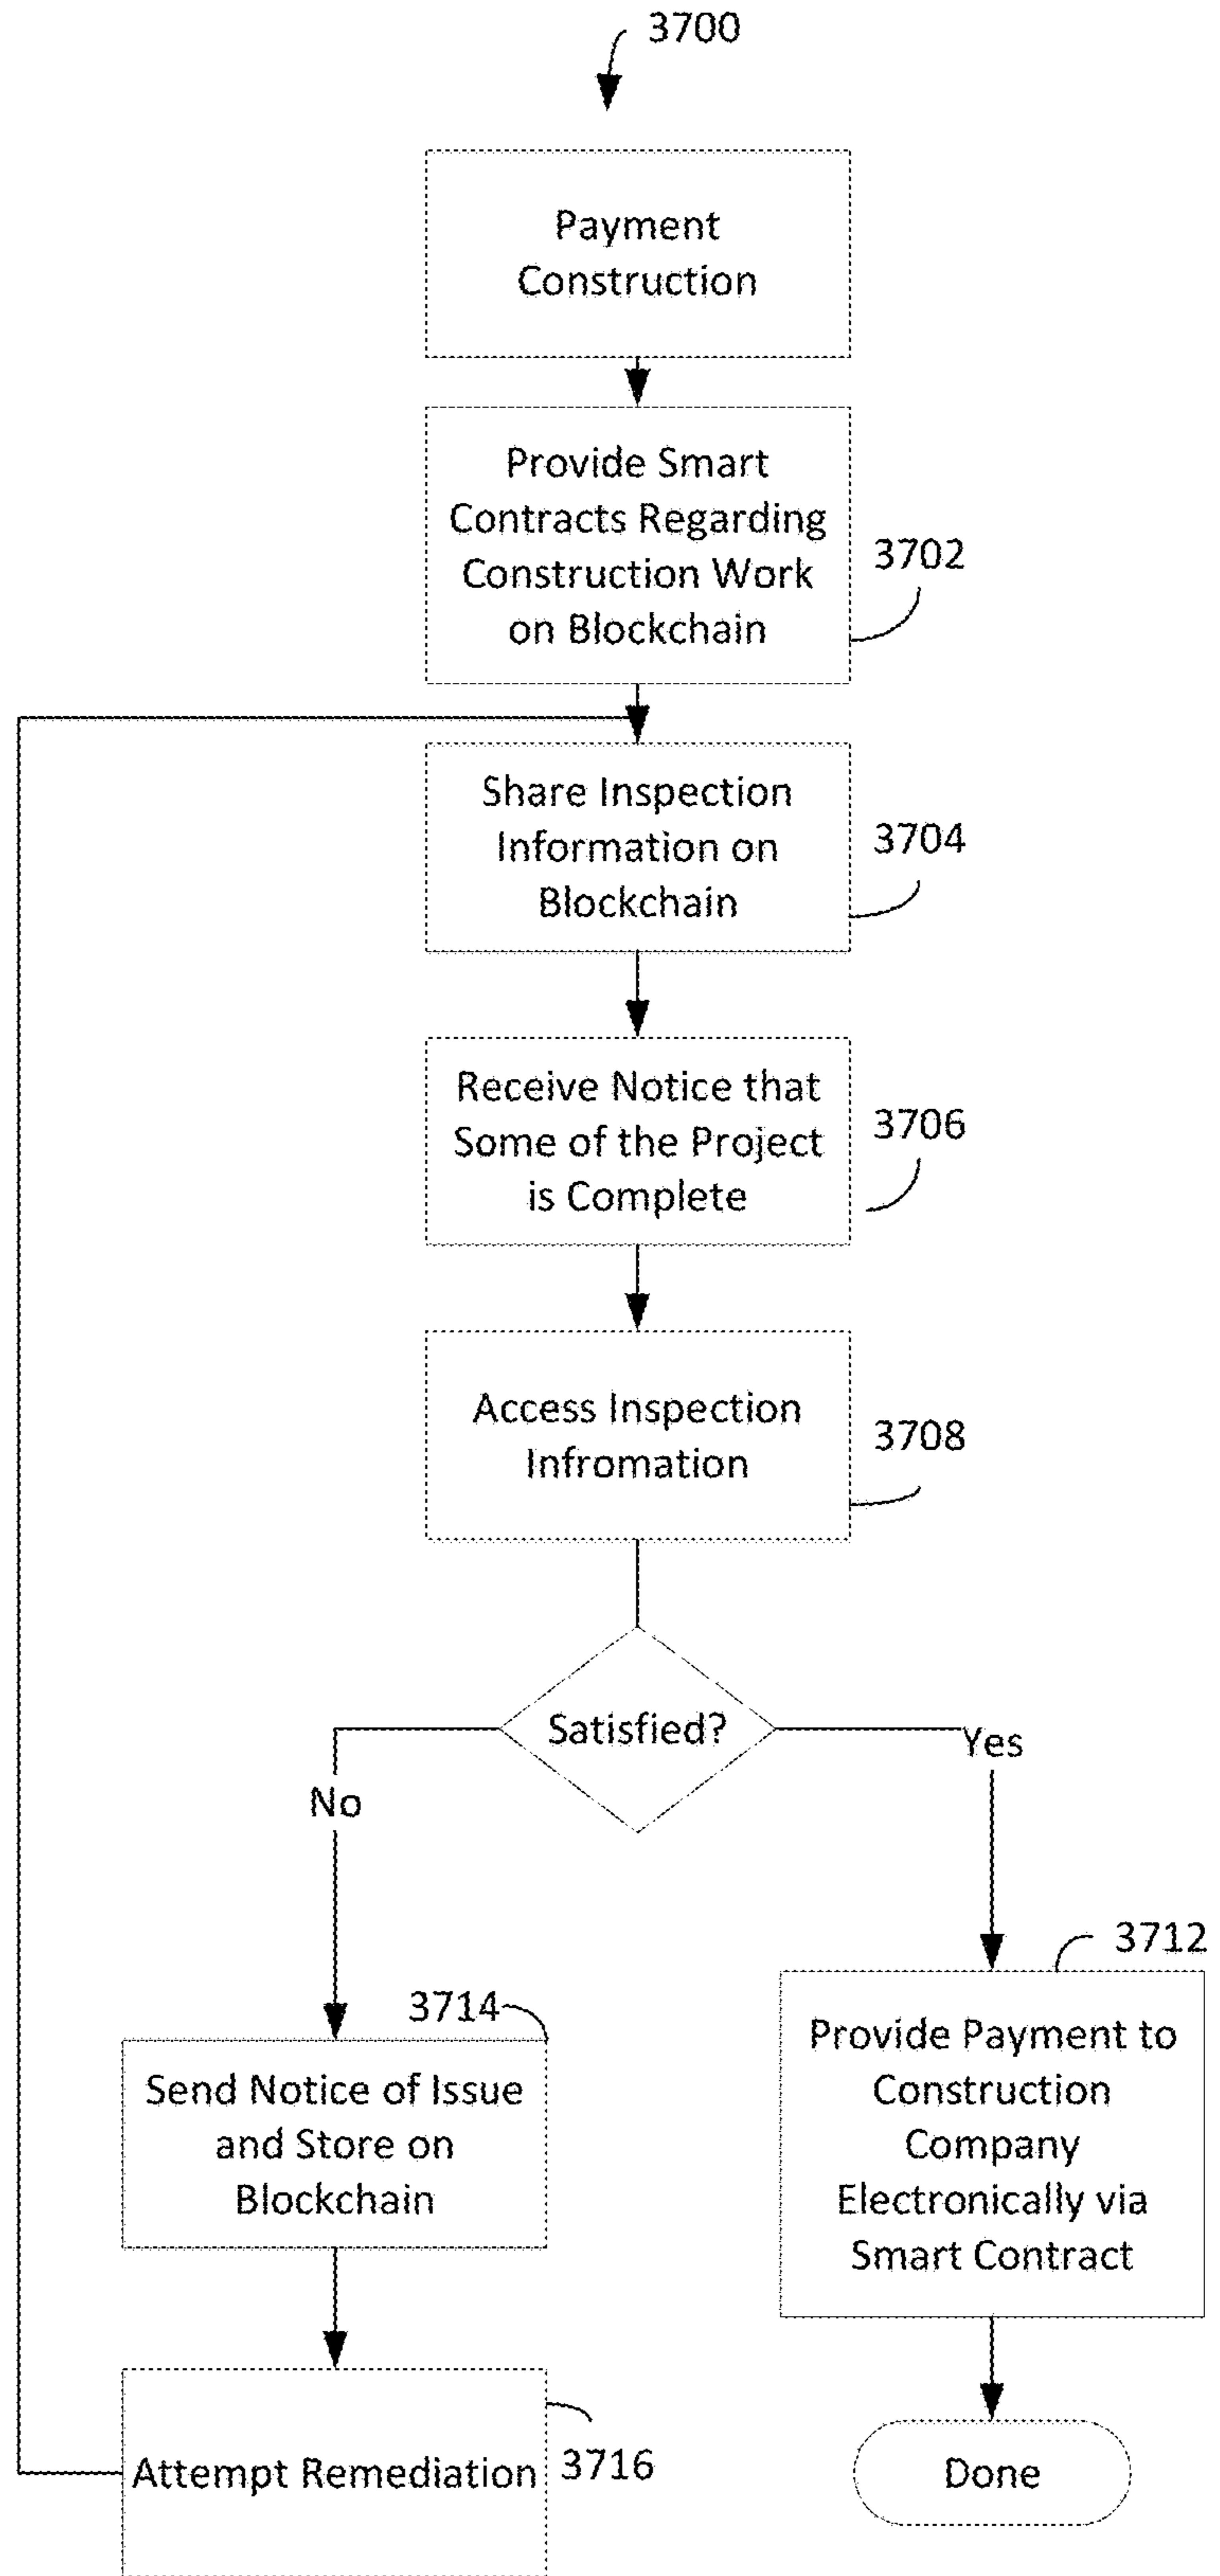 3700
Payment
Construction
Provide Smart
Contracts Regarding
Construction Work
on Blockchain
3702
Share Inspection
Information on
Blockchain
3704
Receive Notice that
Some of the Project
is Complete
3706
Access Inspection
Infromation
3708
Satisfied?
Yes
No
3712
3714
Provide Payment to
Construction
Company
Electronically via
Smart Contract
Send Notice of Issue
and Store on
Blockchain
Attempt Remediation
3716
Done